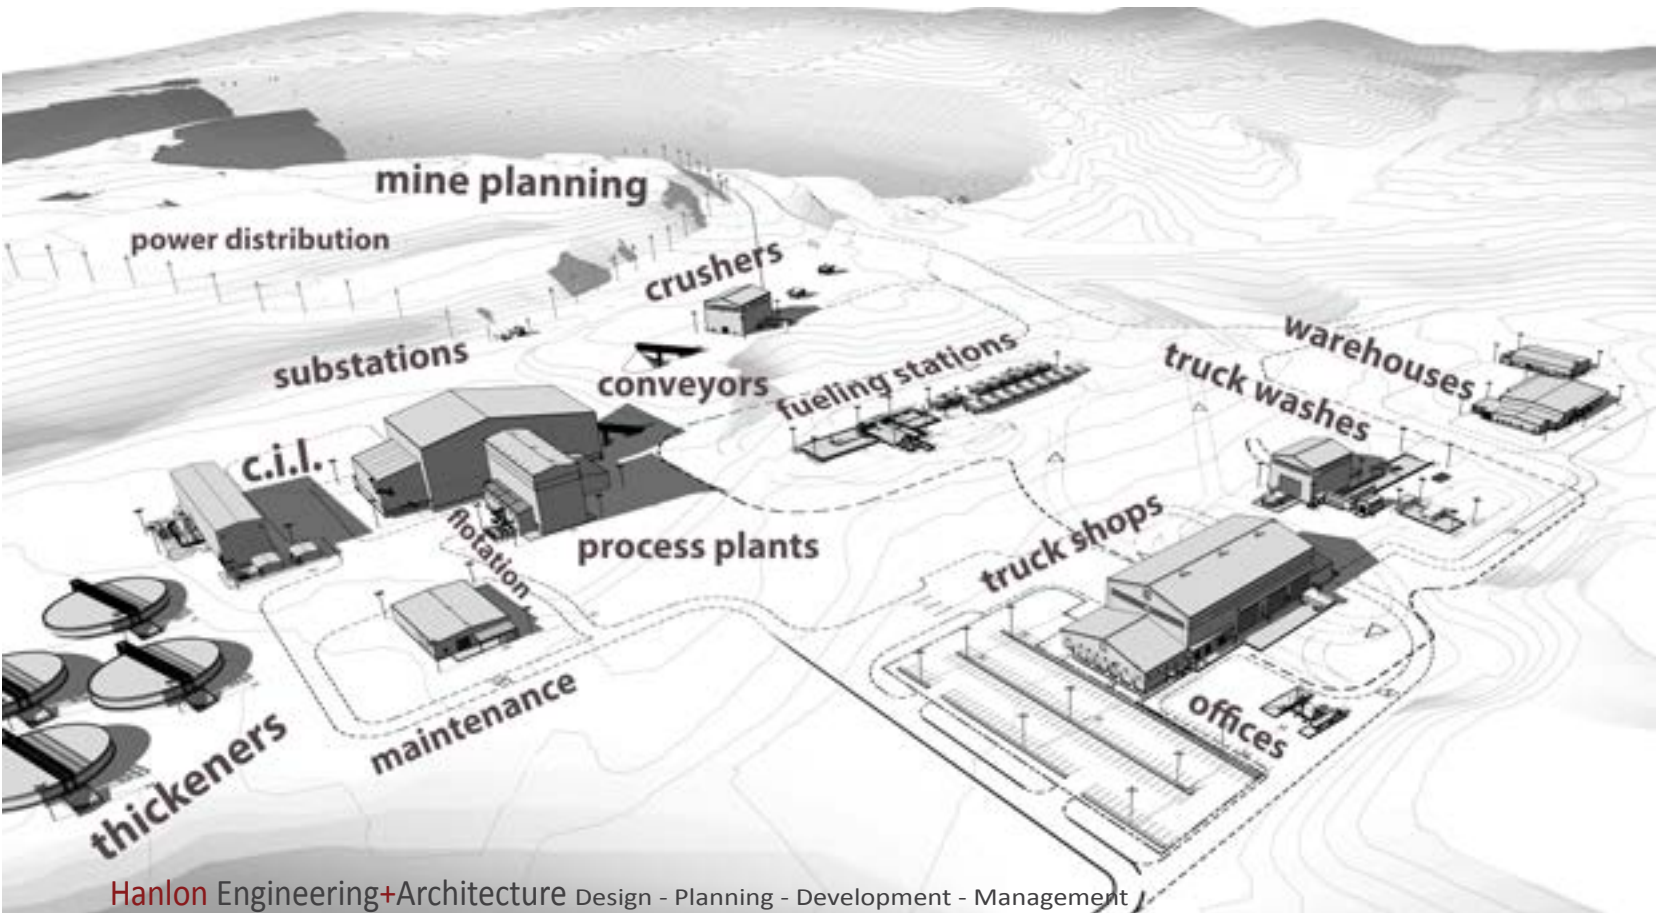 mine planning
power distribution
crushers
substations
conveyors
fueling stations
warehouses
truck washes
c.i.l.
flotation
process plants
truck shops
maintenance
offices
thickeners
Hanlon Engineering+Architecture Design - Planning - Development - Management